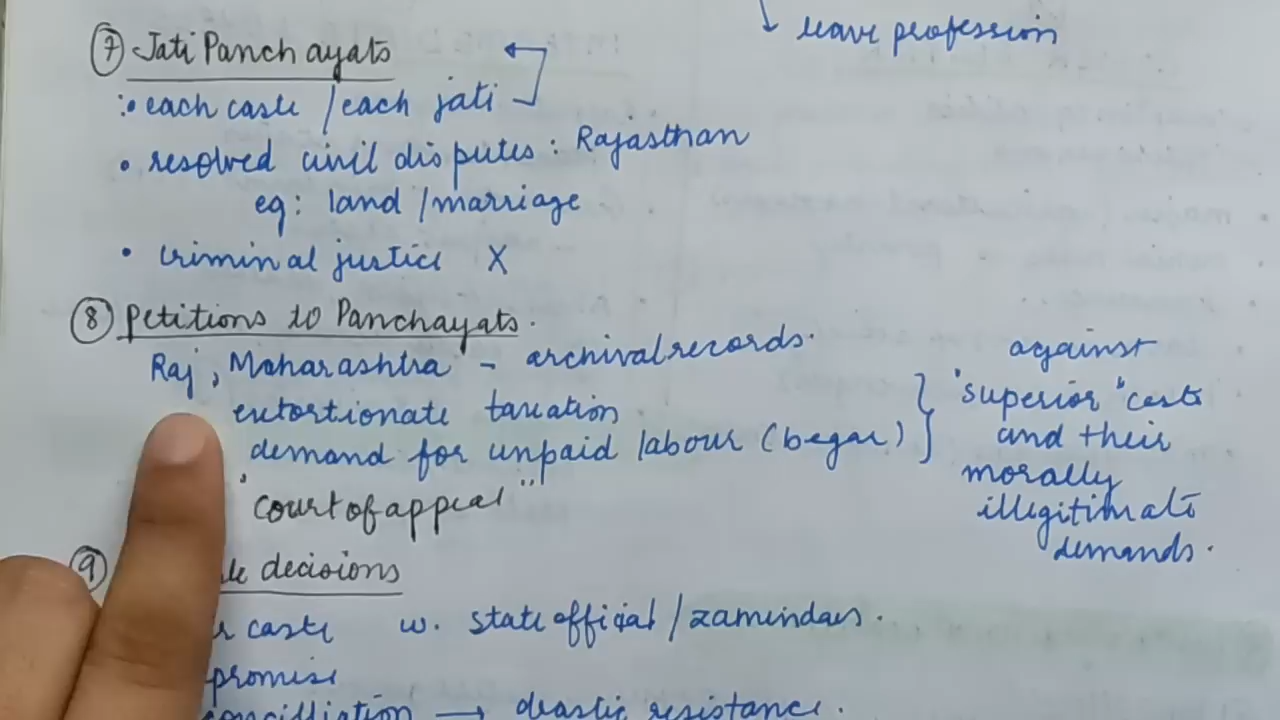 ↳ leave profession
⑦ Jati Panchayats
:• each caste / each jati
• resolved civil disputes : Rajasthan
eg: land / marriage
• criminal justice X
⑧ Petitions to Panchayats.
Raj, Maharashtra - archival records.
extortionate taxation
demand for unpaid labour (begar)
"court of appeal"
against
"superior" caste
and their
morally
illegitimate
demands.
⑨ decisions
caste w. state official / zamindars.
promise
conscilliation → drastic resistance.